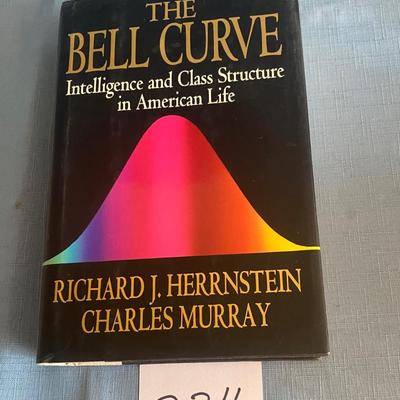 THE
BELL CURVE
Intelligence and Class Structure
in American Life
RICHARD J. HERRNSTEIN
CHARLES MURRAY